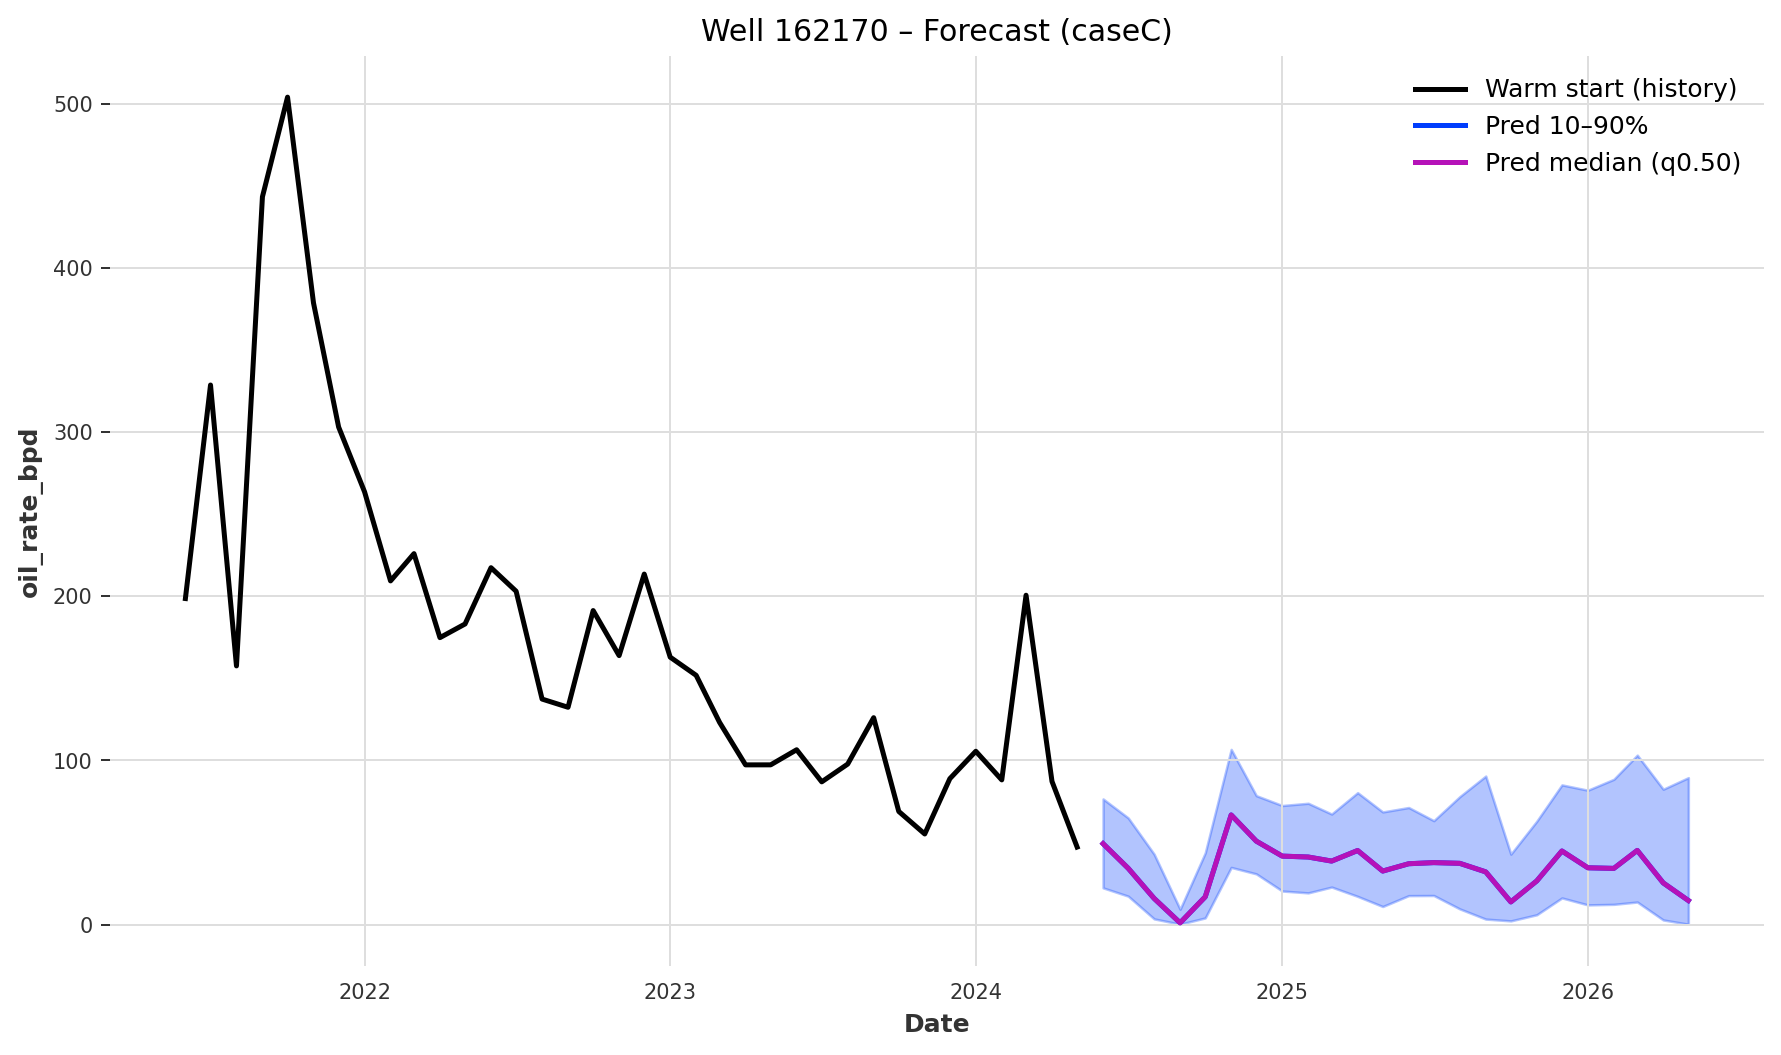 Well 162170 – Forecast (caseC)
Warm start (history)
Pred 10–90%
Pred median (q0.50)
oil_rate_bpd
500
400
300
200
100
0
2022
2023
2024
2025
2026
Date